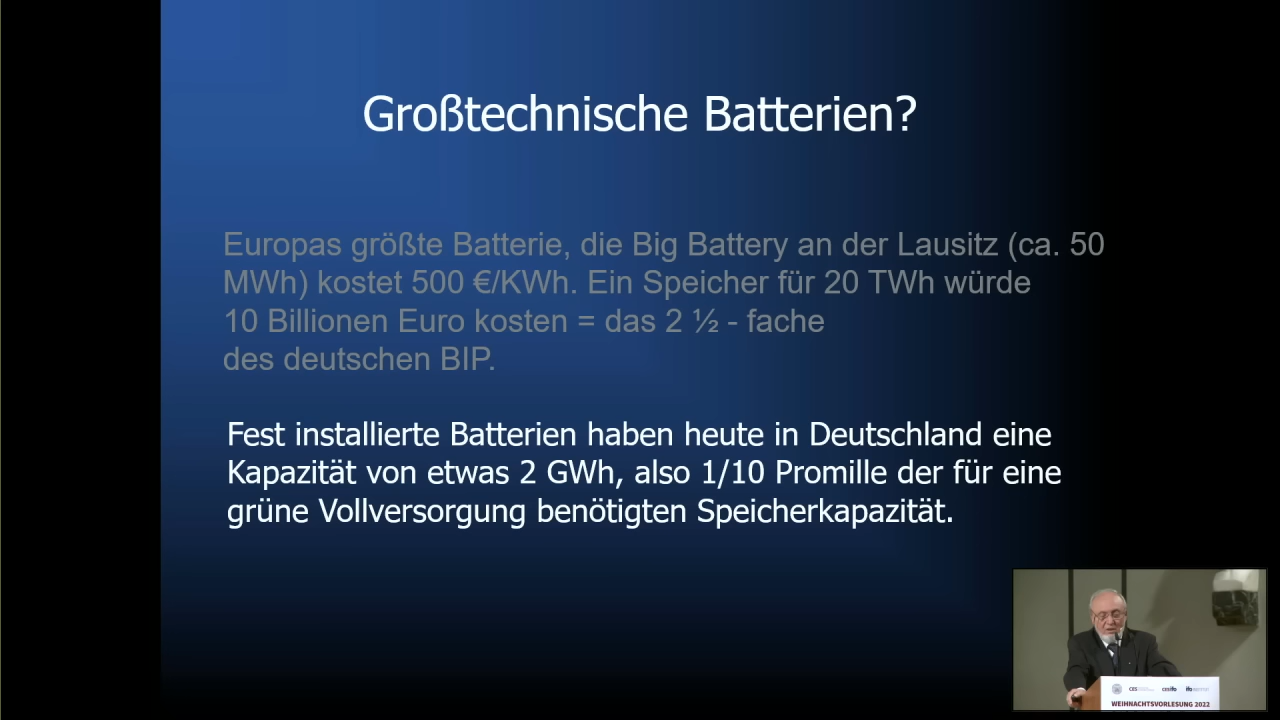 Großtechnische Batterien?
Europas größte Batterie, die Big Battery an der Lausitz (ca. 50
MWh) kostet 500 €/KWh. Ein Speicher für 20 TWh würde
10 Billionen Euro kosten = das 2 ½ - fache
des deutschen BIP.
Fest installierte Batterien haben heute in Deutschland eine
Kapazität von etwas 2 GWh, also 1/10 Promille der für eine
grüne Vollversorgung benötigten Speicherkapazität.
CES
cesifo
ifo
WEIHNACHTSVORLESUNG 2022